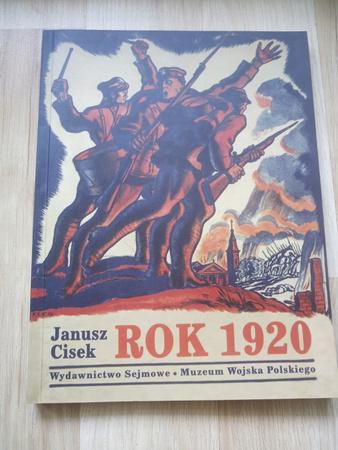 Janusz
Cisek
ROK 1920
Wydawnictwo Sejmowe • Muzeum Wojska Polskiego